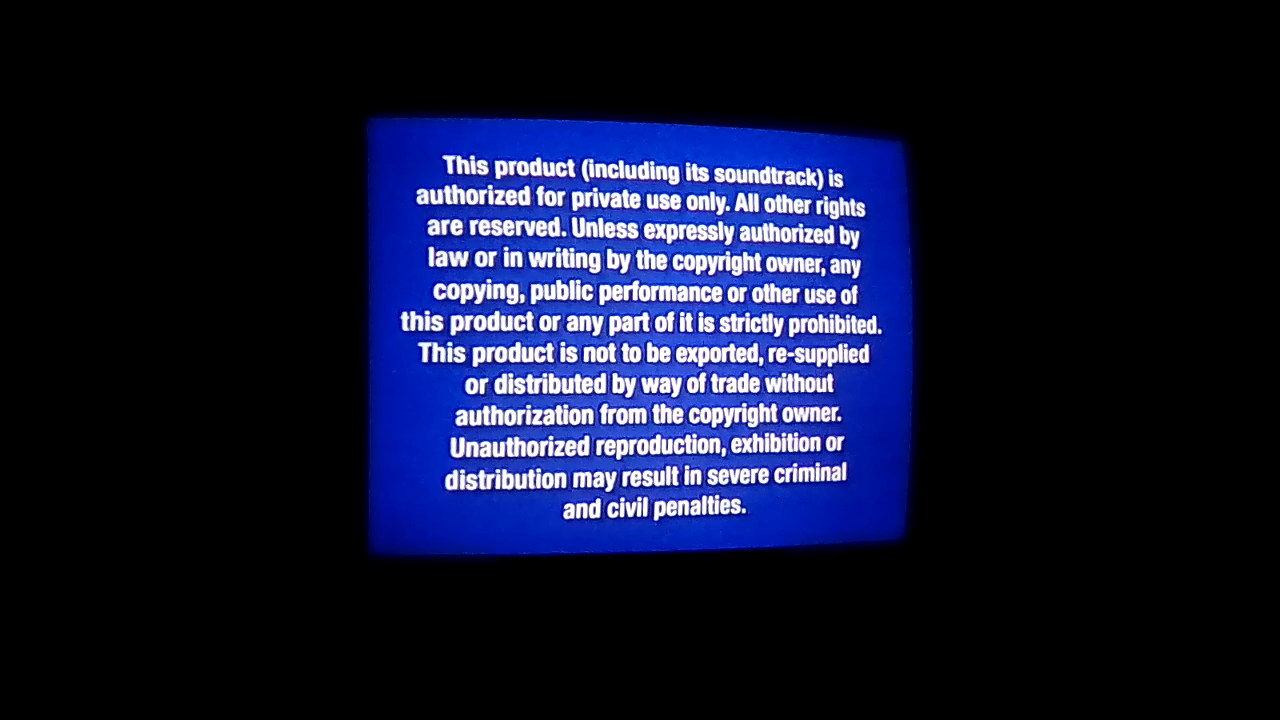 This product (including its soundtrack) is
authorized for private use only. All other rights
are reserved. Unless expressly authorized by
law or in writing by the copyright owner, any
copying, public performance or other use of
this product or any part of it is strictly prohibited.
This product is not to be exported, re-supplied
or distributed by way of trade without
authorization from the copyright owner.
Unauthorized reproduction, exhibition or
distribution may result in severe criminal
and civil penalties.